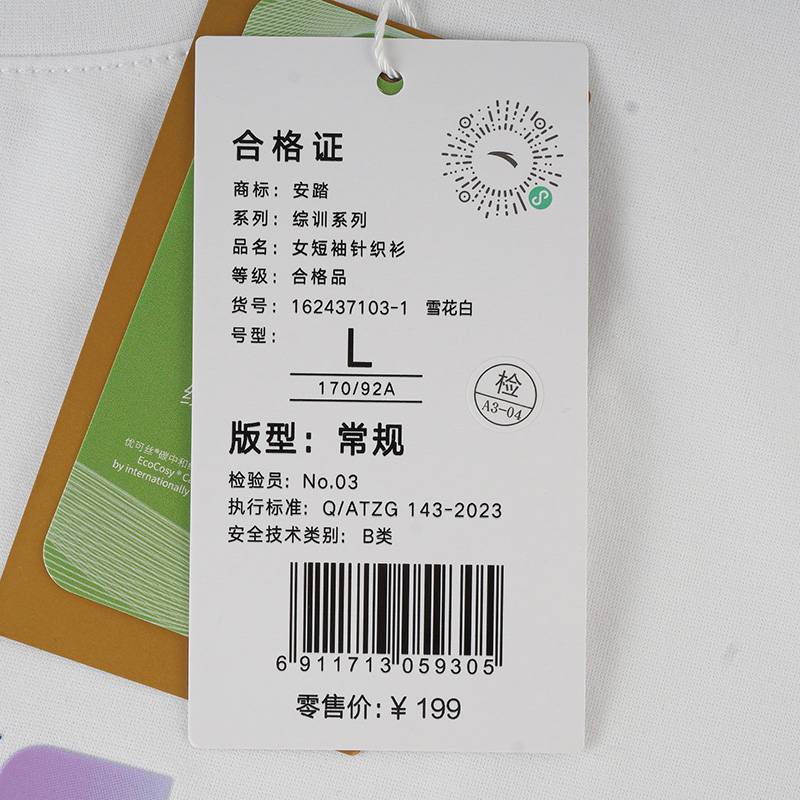 合格证
商标：安踏
系列：综训系列
品名：女短袖针织衫
等级：合格品
货号：162437103-1 雪花白
号型：
L
170/92A
检
A3-04
版型：常规
检验员：No.03
执行标准：Q/ATZG 143-2023
安全技术类别：B类
6 911713 059305
零售价：¥ 199
优可丝®碳中和
EcoCosy® Ca
by internationally